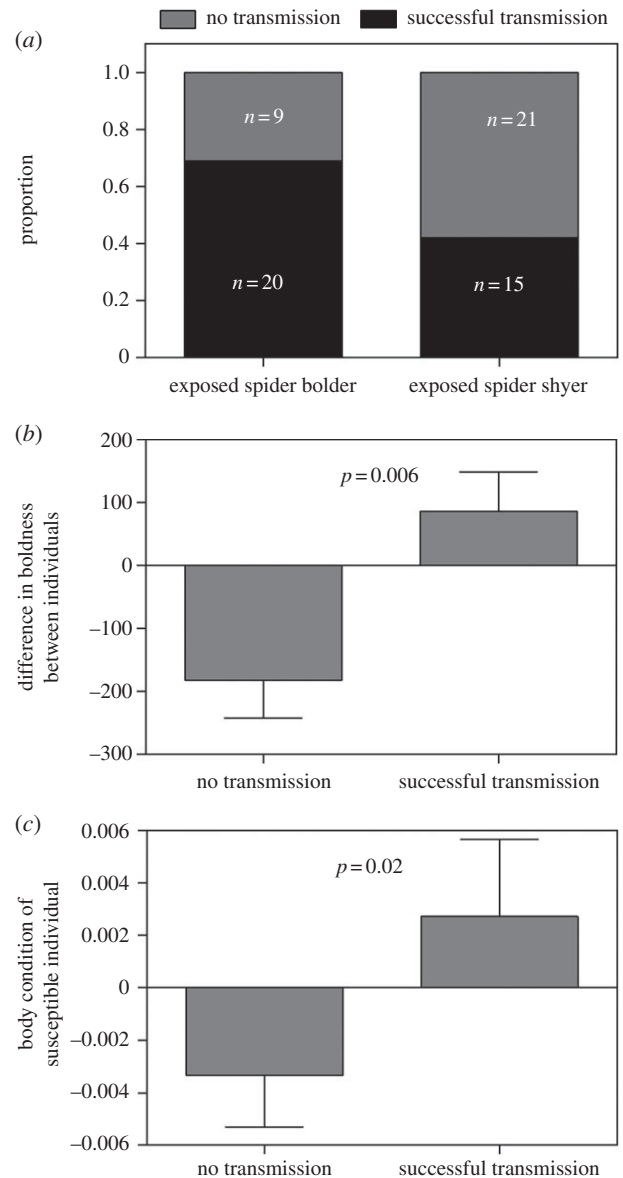 no transmission successful transmission
(a)
1.0
0.8
0.6
0.4
0.2
0
proportion
n=9
n=20
n=21
n=15
exposed spider bolder exposed spider shyer
(b)
200
100
0
–100
–200
–300
difference in boldness
between individuals
p=0.006
no transmission successful transmission
(c)
0.006
0.004
0.002
0
–0.002
–0.004
–0.006
body condition of
susceptible individual
p=0.02
no transmission successful transmission